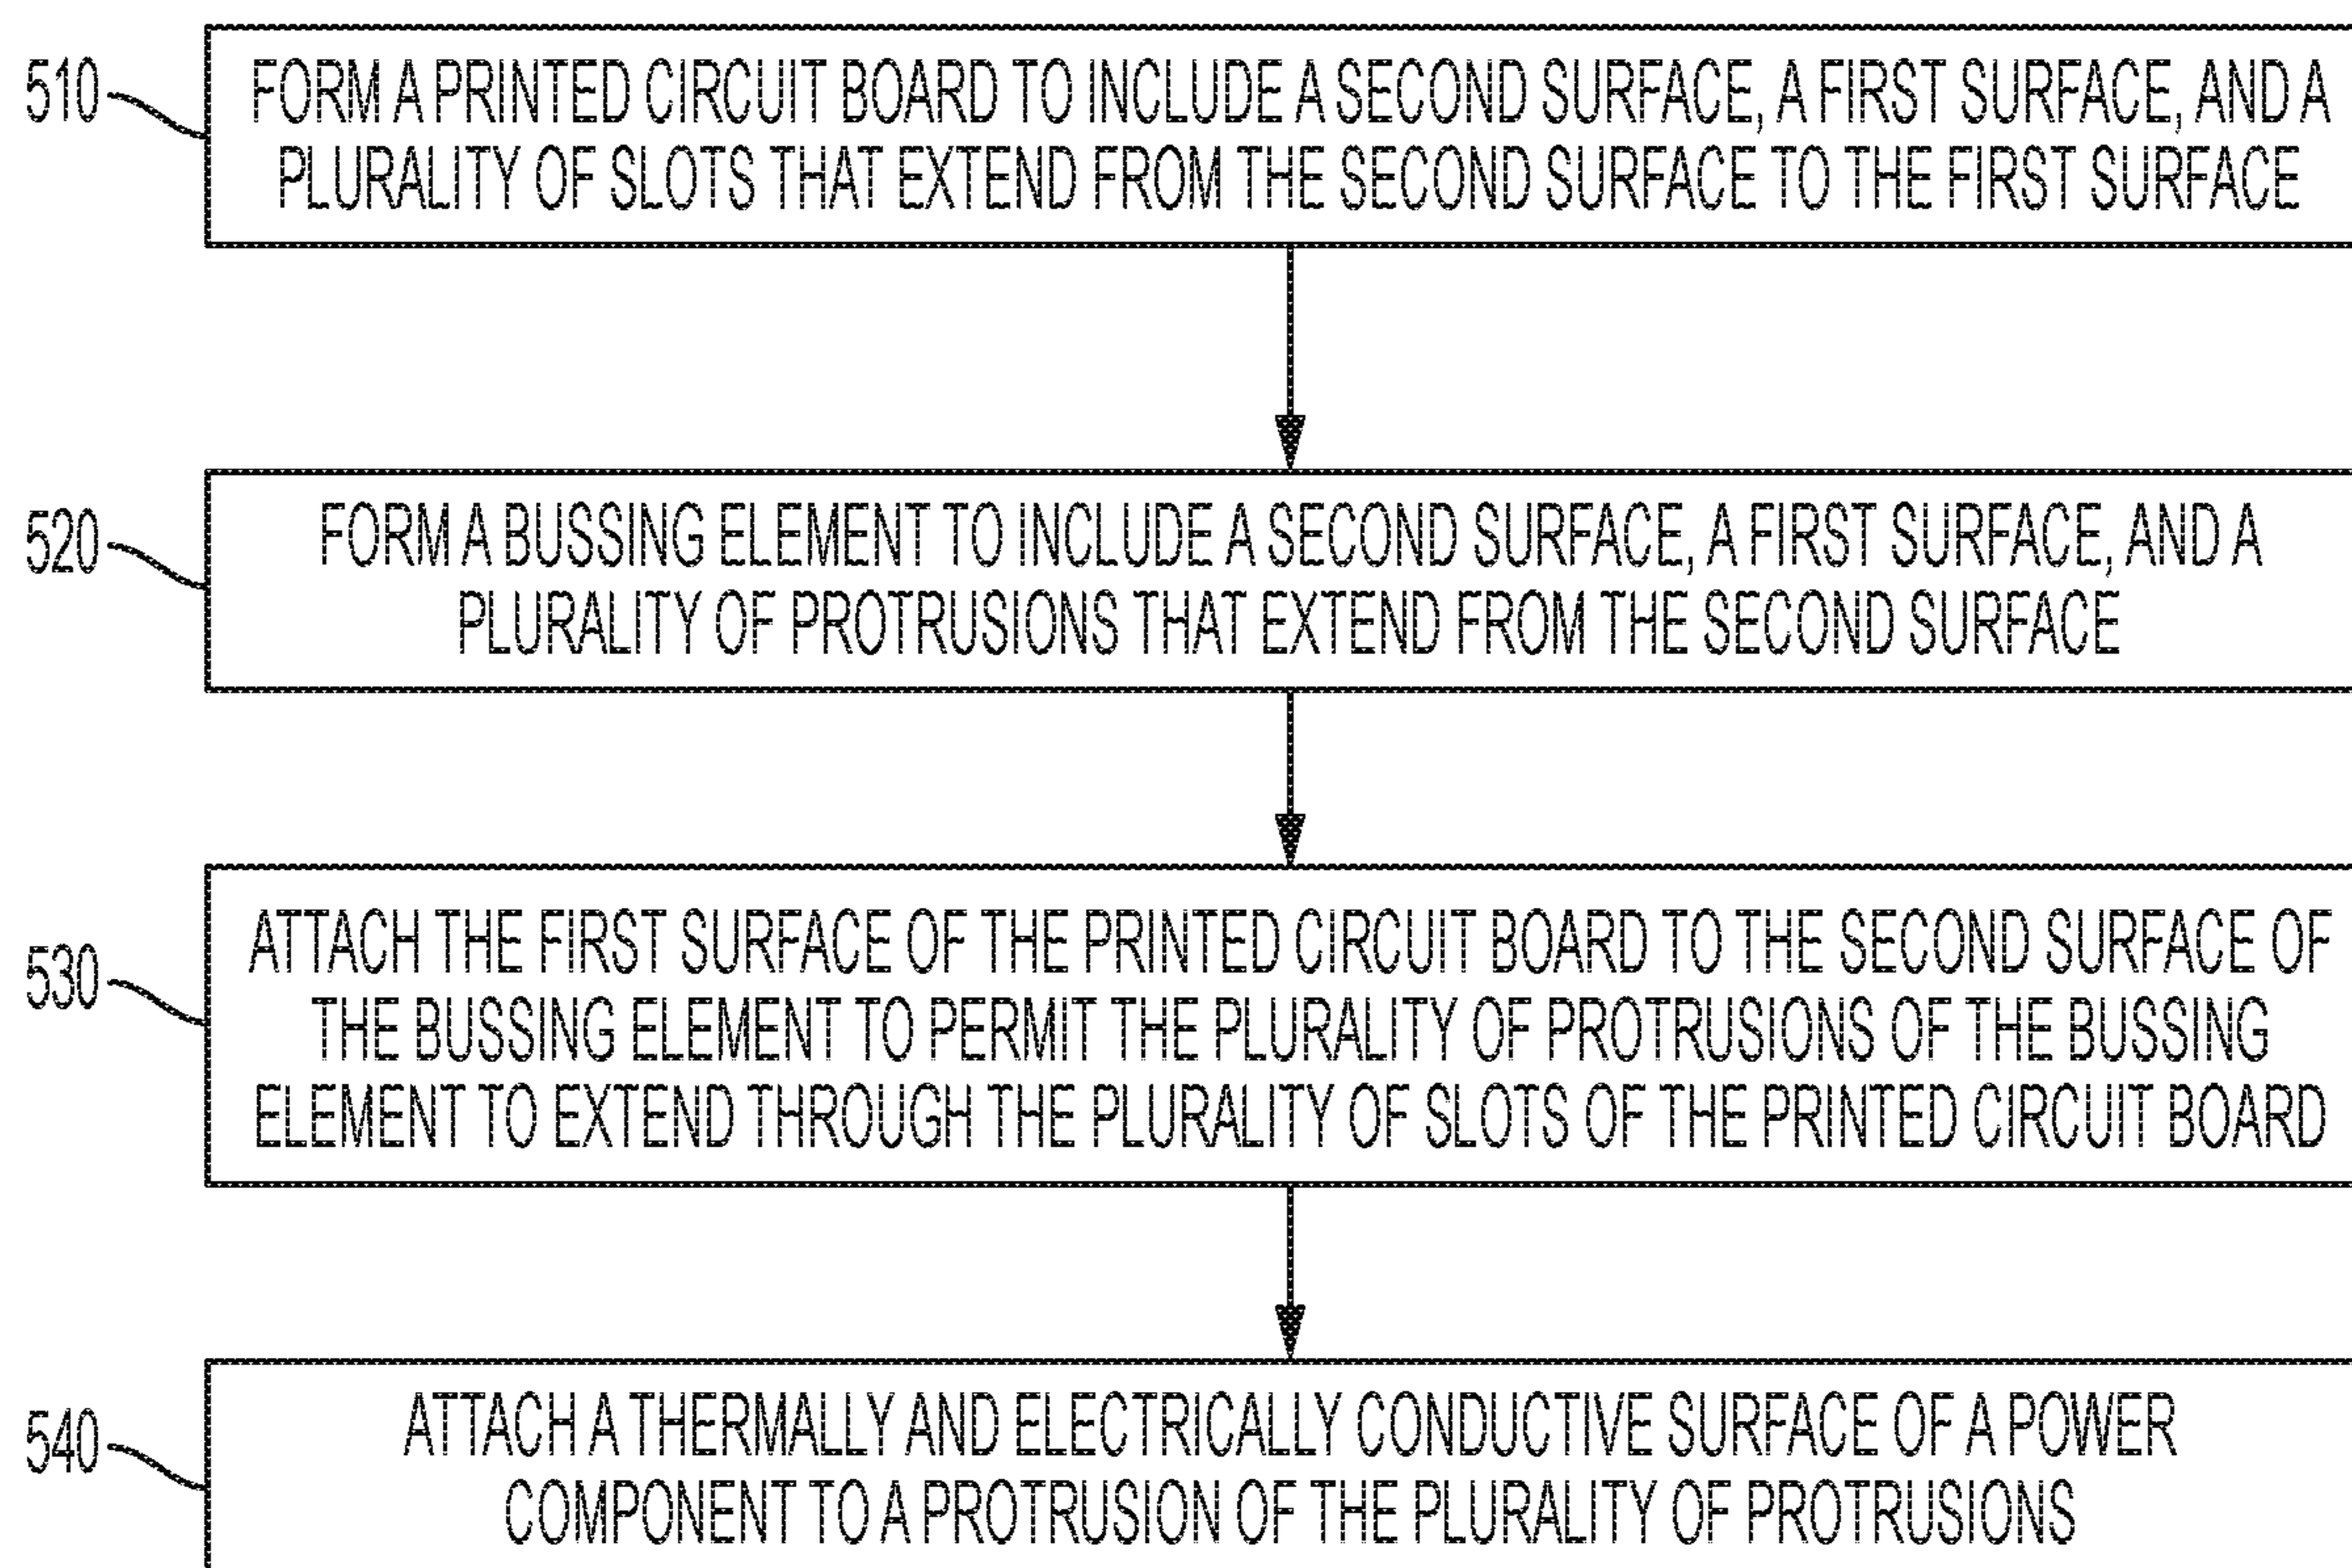 510
FORM A PRINTED CIRCUIT BOARD TO INCLUDE A SECOND SURFACE, A FIRST SURFACE, AND A
PLURALITY OF SLOTS THAT EXTEND FROM THE SECOND SURFACE TO THE FIRST SURFACE
520
FORM A BUSSING ELEMENT TO INCLUDE A SECOND SURFACE, A FIRST SURFACE, AND A
PLURALITY OF PROTRUSIONS THAT EXTEND FROM THE SECOND SURFACE
530
ATTACH THE FIRST SURFACE OF THE PRINTED CIRCUIT BOARD TO THE SECOND SURFACE OF
THE BUSSING ELEMENT TO PERMIT THE PLURALITY OF PROTRUSIONS OF THE BUSSING
ELEMENT TO EXTEND THROUGH THE PLURALITY OF SLOTS OF THE PRINTED CIRCUIT BOARD
540
ATTACH A THERMALLY AND ELECTRICALLY CONDUCTIVE SURFACE OF A POWER
COMPONENT TO A PROTRUSION OF THE PLURALITY OF PROTRUSIONS